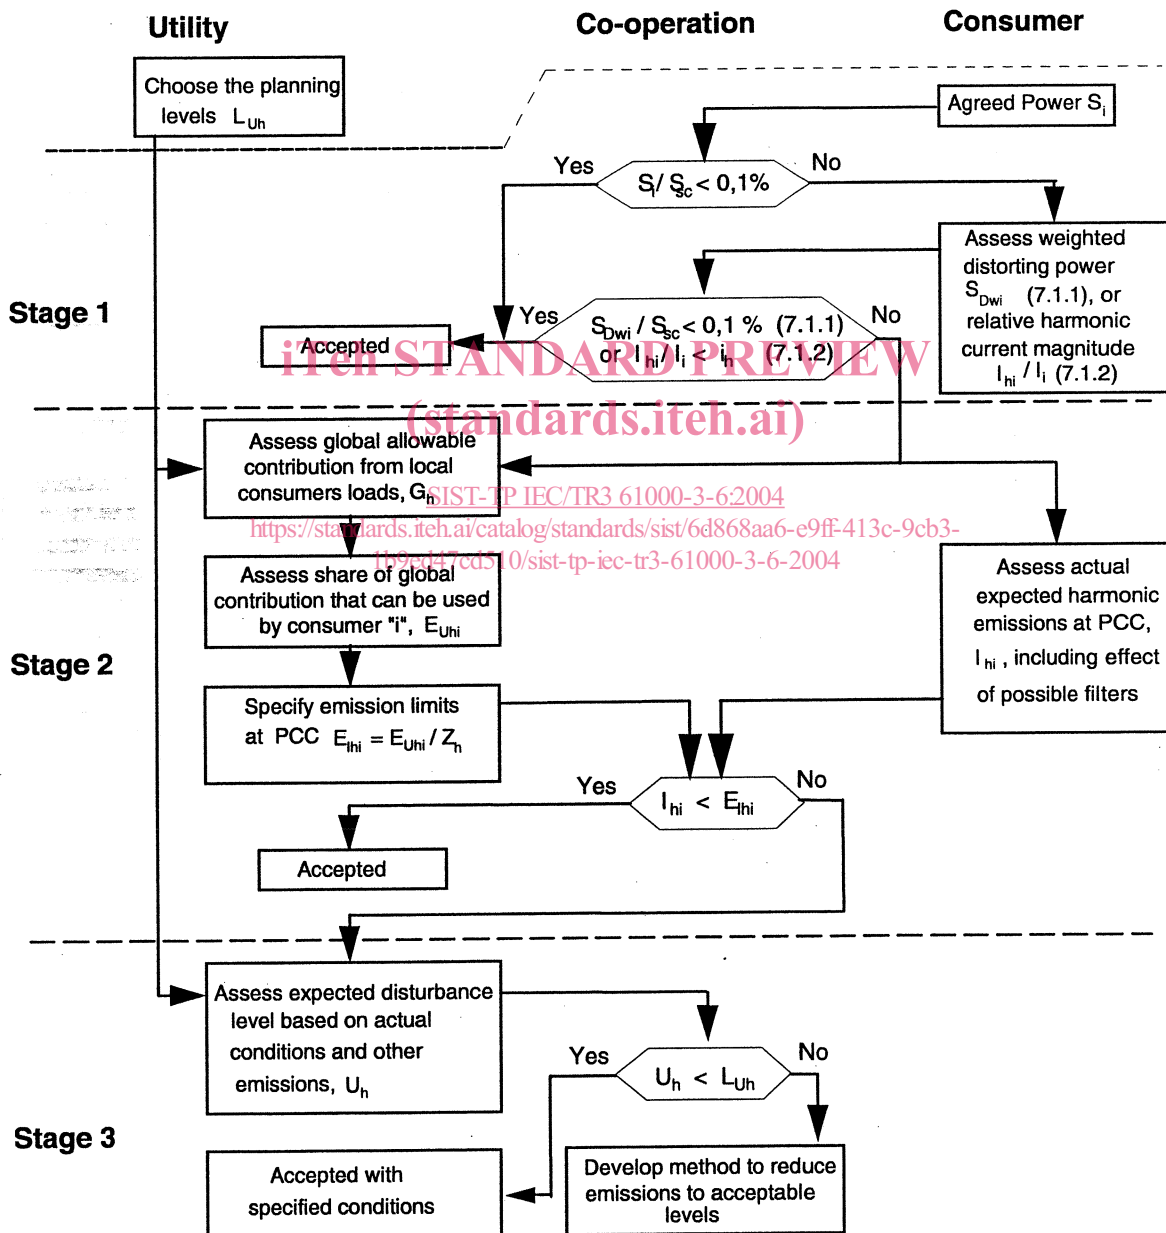 Utility
Co-operation
Consumer
Choose the planning
levels L_Uh
Agreed Power S_i
Yes
No
S_i / S_sc < 0,1%
Stage 1
Assess weighted
distorting power
S_Dwi (7.1.1), or
relative harmonic
current magnitude
I_hi / I_i (7.1.2)
Yes
No
S_Dwi / S_sc < 0,1 % (7.1.1)
or I_hi / I_i < i_h (7.1.2)
Accepted
iTeh STANDARD PREVIEW
(standards.iteh.ai)
Assess global allowable
contribution from local
consumers loads, G_h
SIST-TP IEC/TR3 61000-3-6:2004
https://standards.iteh.ai/catalog/standards/sist/6d868aa6-e9ff-413c-9cb3-
1b9ed47cd510/sist-tp-iec-tr3-61000-3-6-2004
Assess share of global
contribution that can be used
by consumer "i", E_Uhi
Assess actual
expected harmonic
emissions at PCC,
I_hi , including effect
of possible filters
Stage 2
Specify emission limits
at PCC E_Ihi = E_Uhi / Z_h
Yes
No
I_hi < E_Ihi
Accepted
Assess expected disturbance
level based on actual
conditions and other
emissions, U_h
Yes
No
U_h < L_Uh
Stage 3
Accepted with
specified conditions
Develop method to reduce
emissions to acceptable
levels